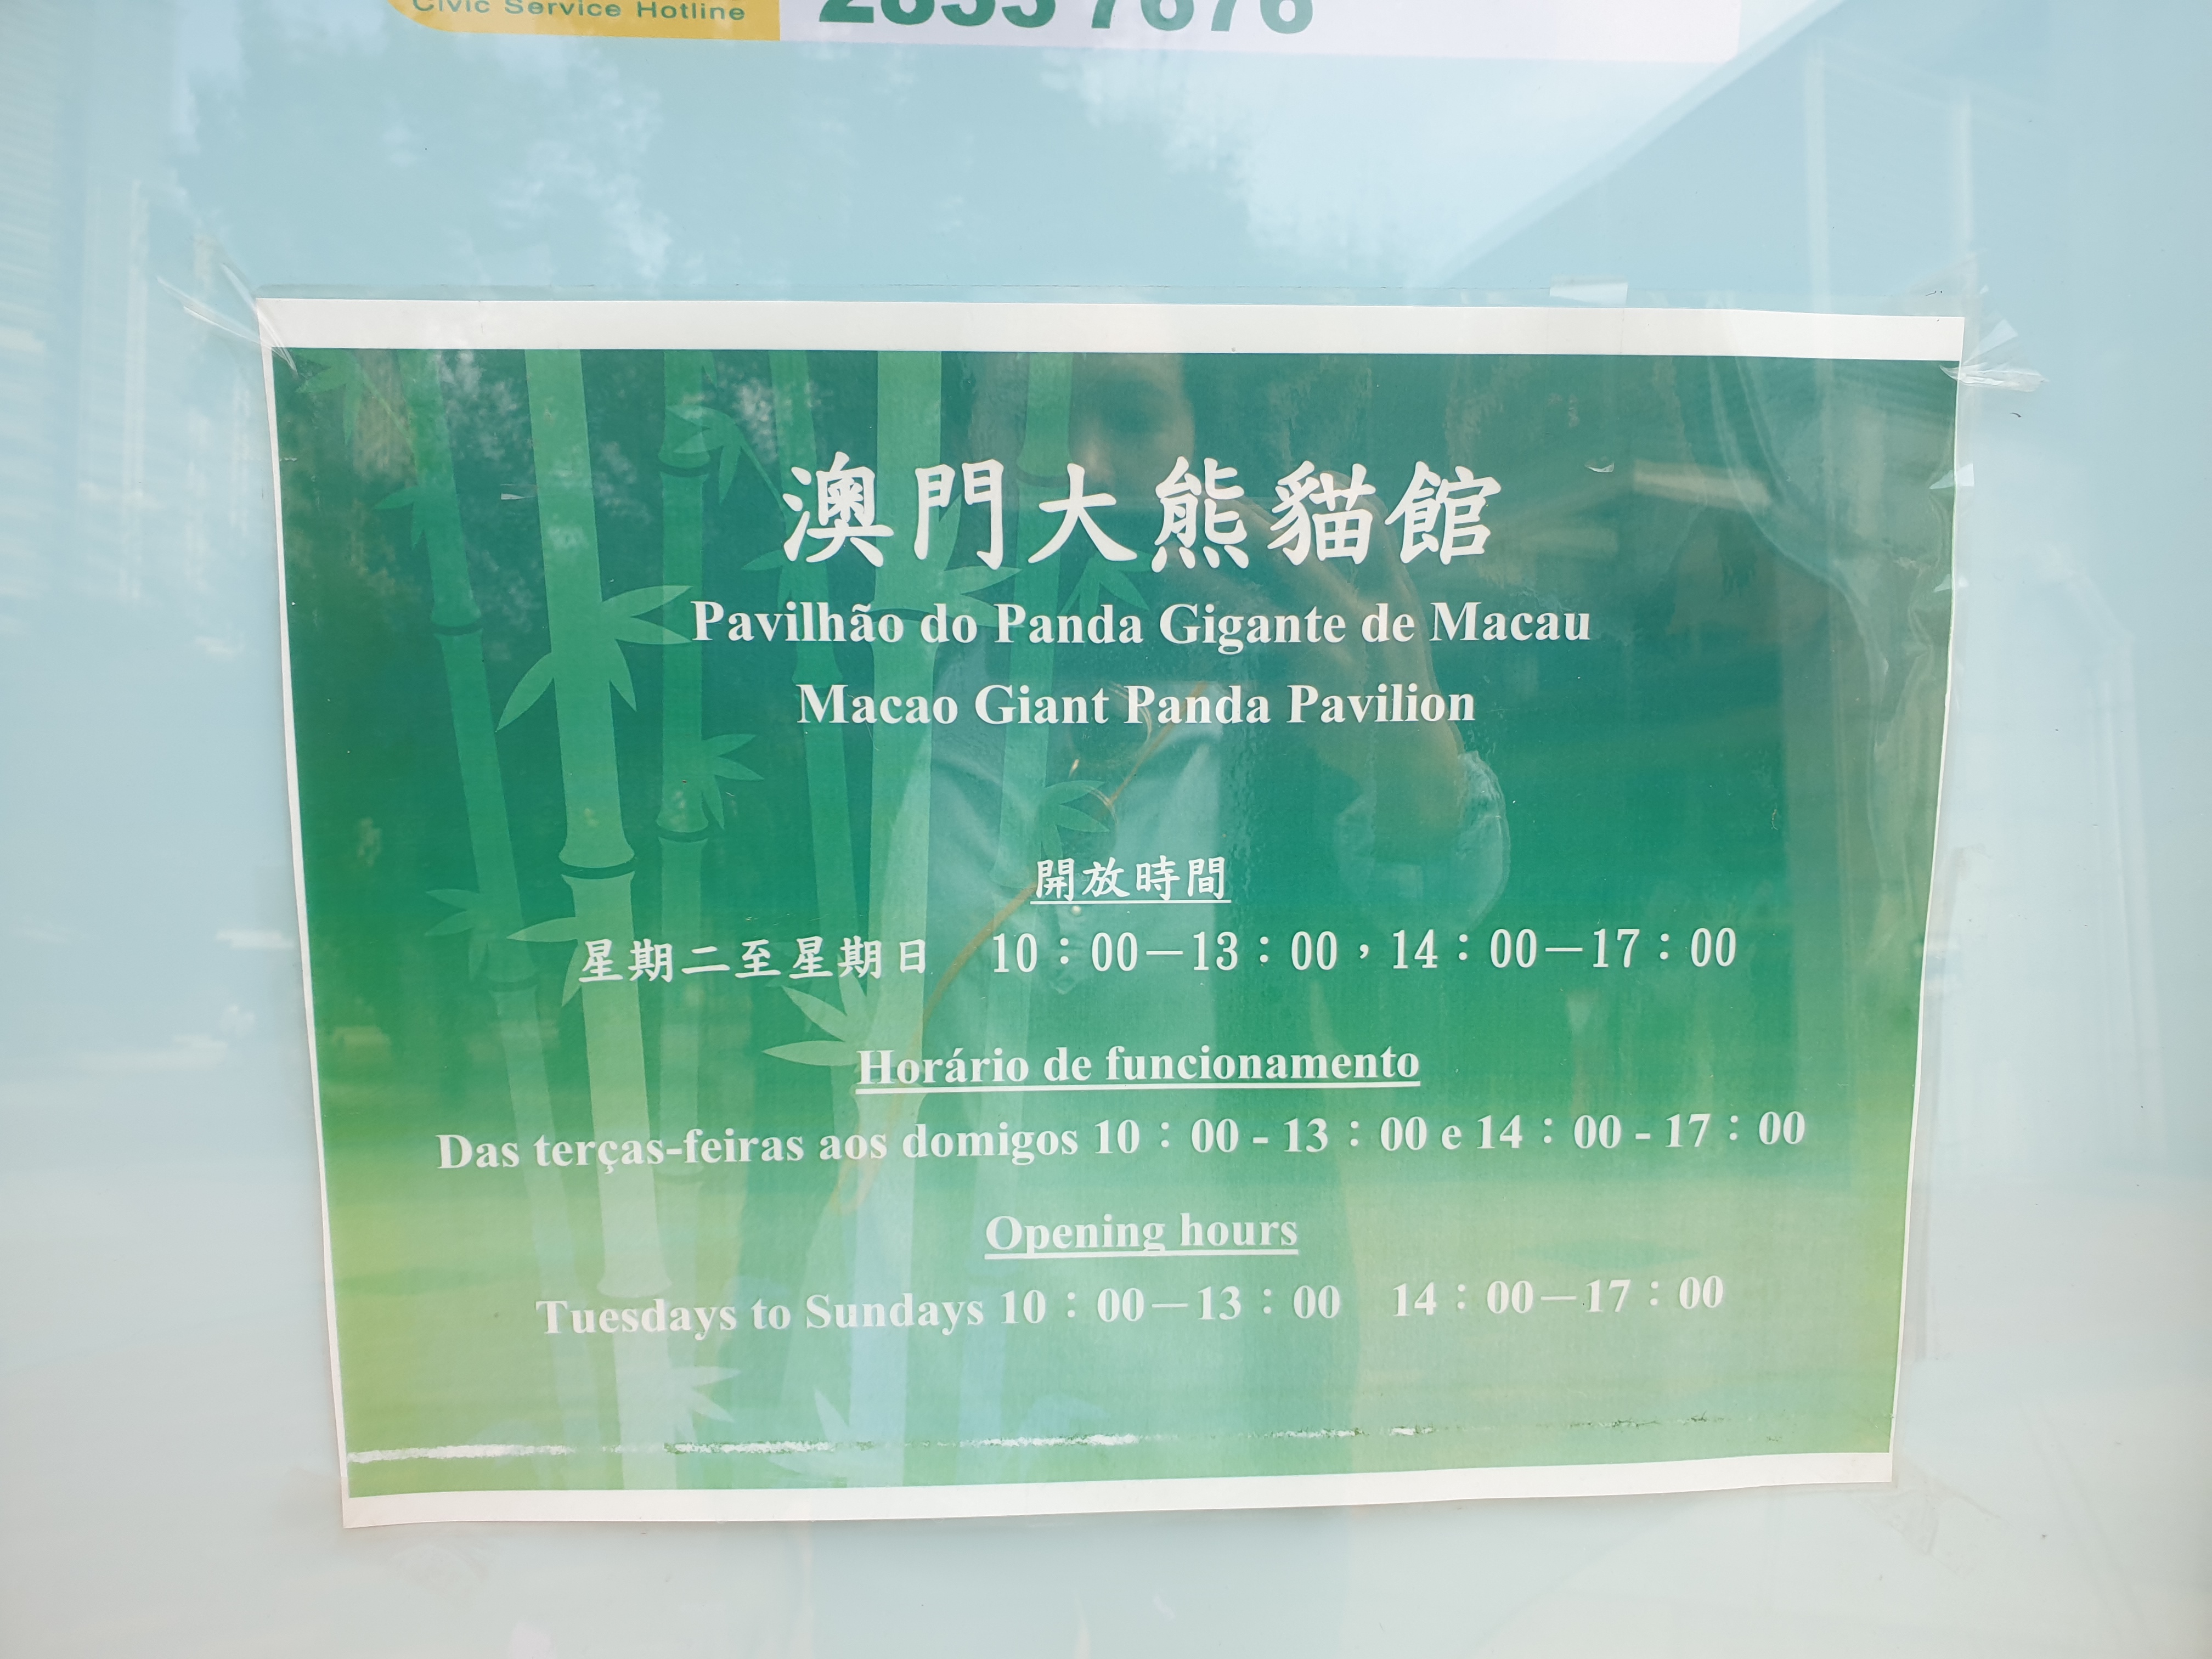 Civic Service Hotline
2833 7676
澳門大熊貓館
Pavilhão do Panda Gigante de Macau
Macao Giant Panda Pavilion
開放時間
星期二至星期日 10：00－13：00，14：00－17：00
Horário de funcionamento
Das terças-feiras aos domigos 10：00 - 13：00 e 14：00 - 17：00
Opening hours
Tuesdays to Sundays 10：00－13：00 14：00－17：00